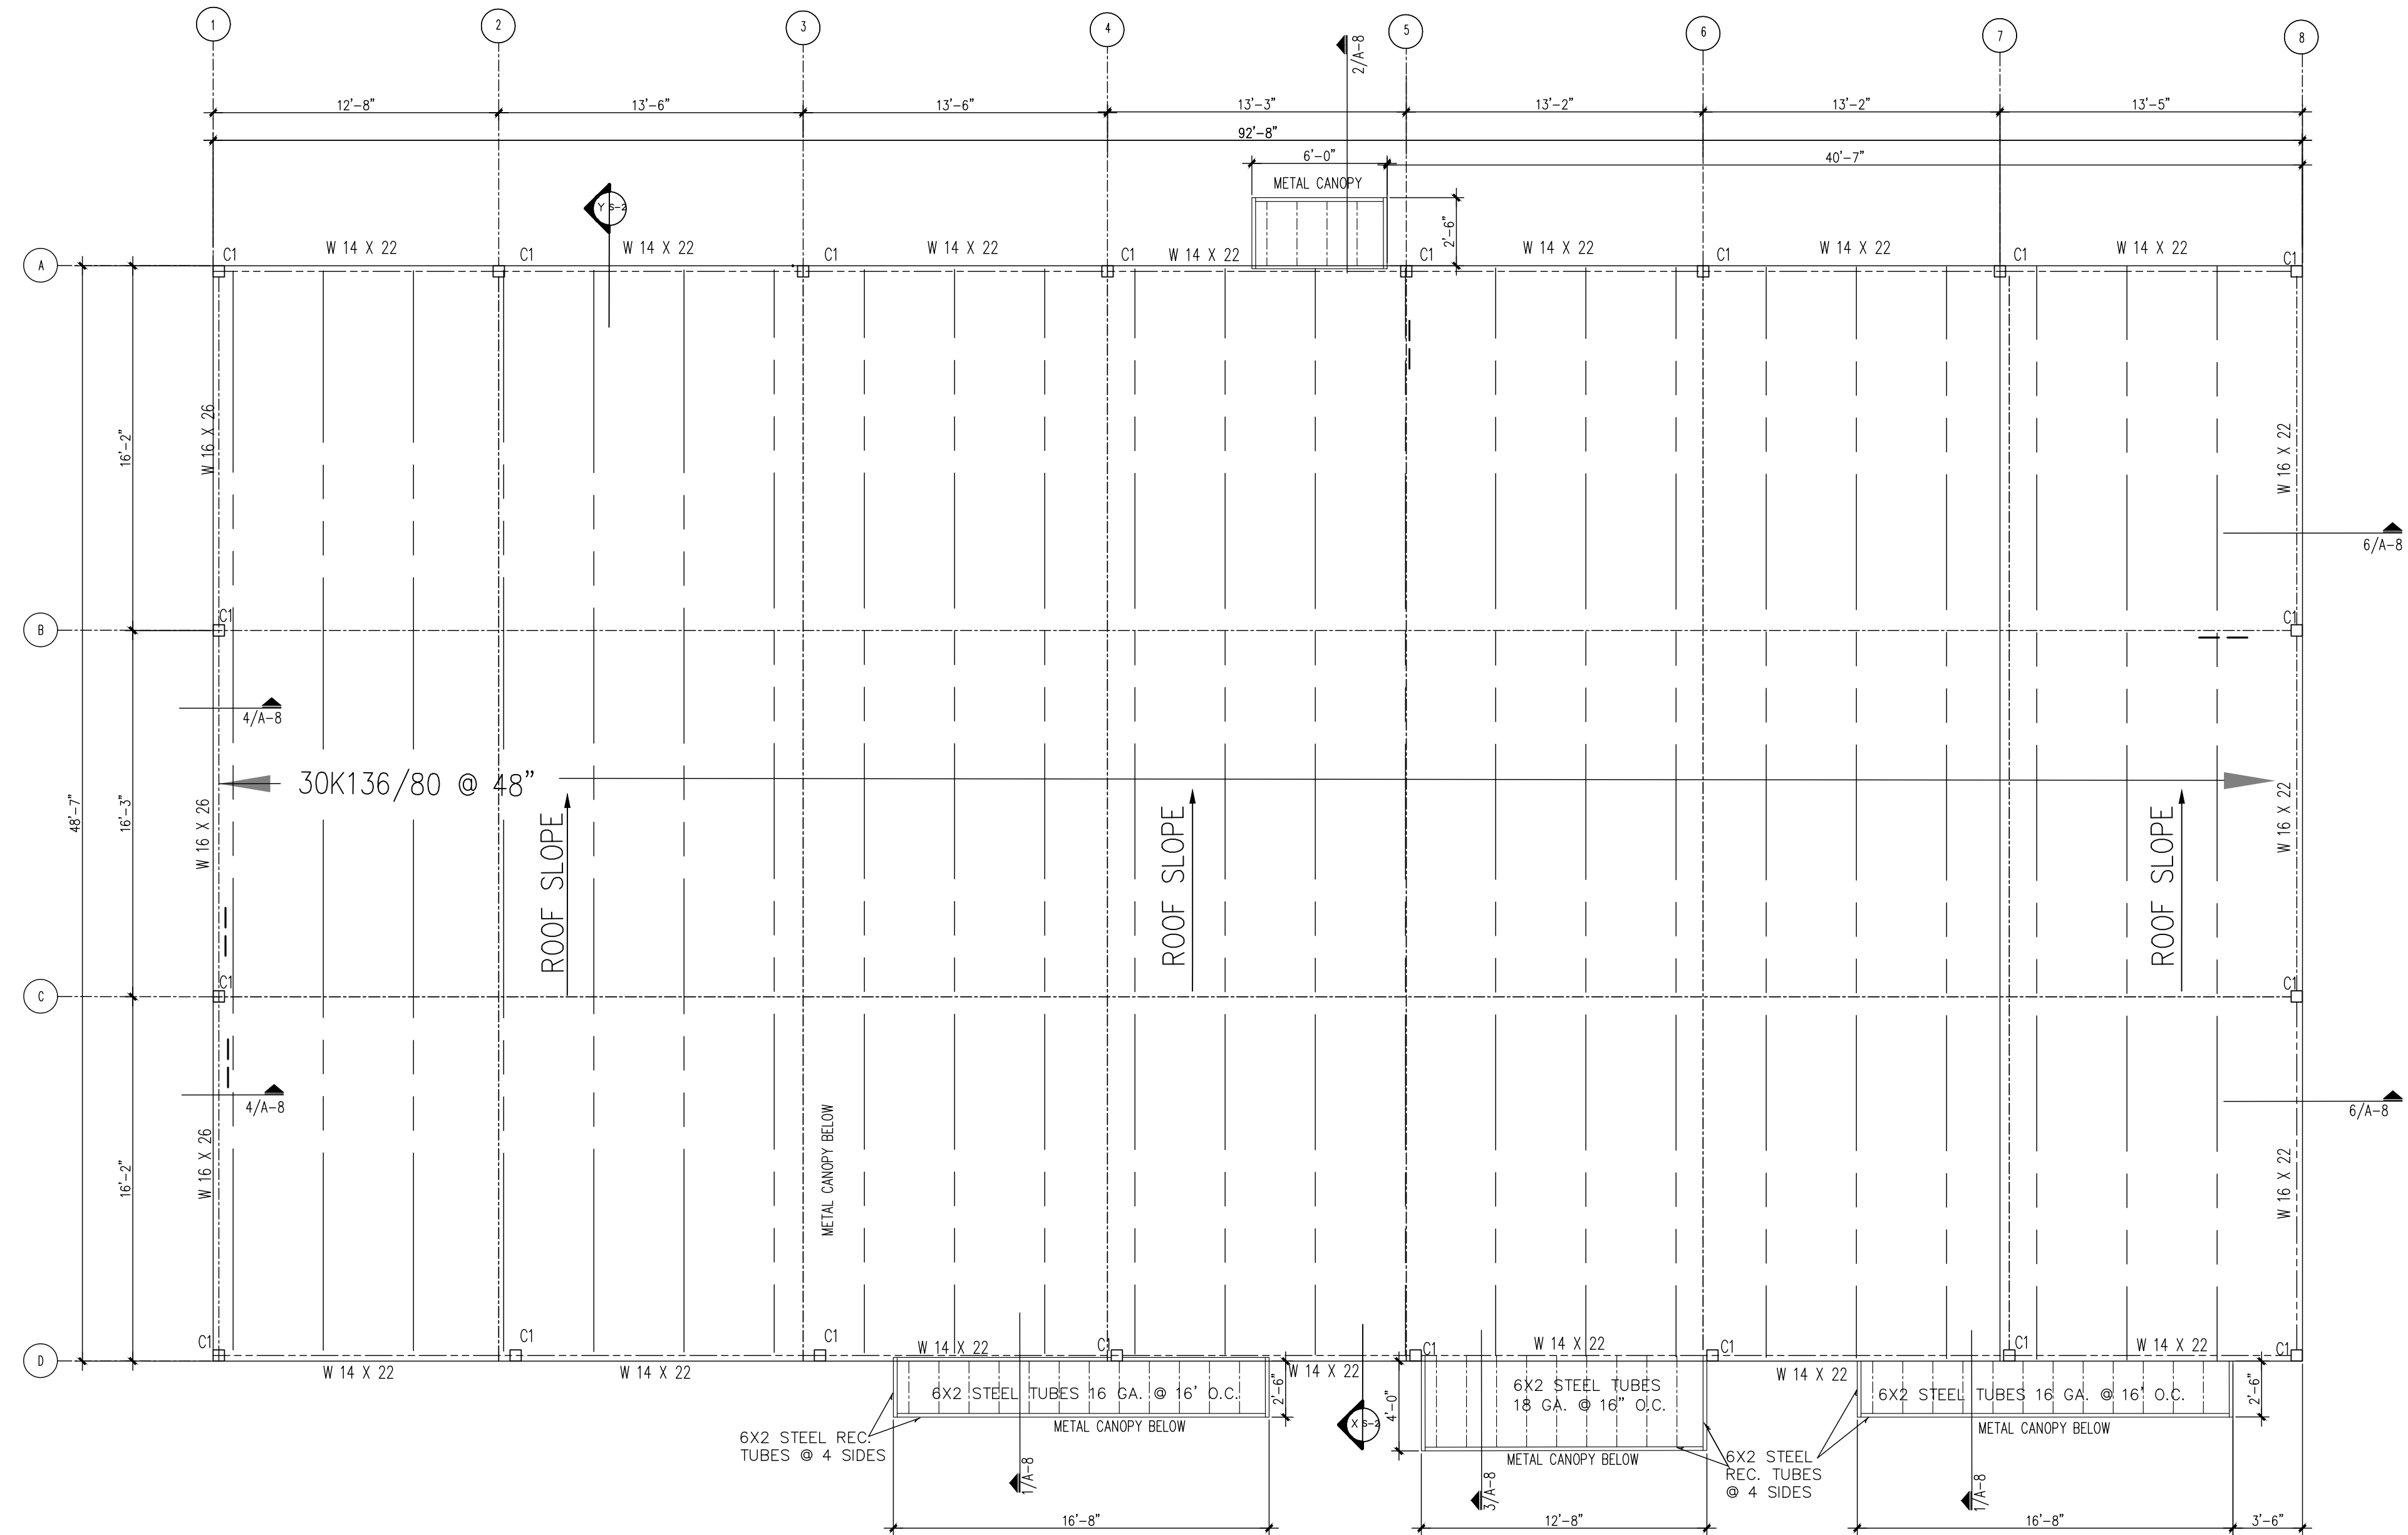 1
2
3
4
5
6
7
8
2/A-8
12'-8"
13'-6"
13'-6"
13'-3"
13'-2"
13'-2"
13'-5"
92'-8"
6'-0"
40'-7"
METAL CANOPY
2'-6"
Y S-2
A
C1
W 14 X 22
C1
W 14 X 22
C1
W 14 X 22
C1
W 14 X 22
C1
W 14 X 22
C1
W 14 X 22
C1
W 14 X 22
C1
16'-2"
W 16 X 26
W 16 X 22
6/A-8
B
C1
C1
4/A-8
30K136/80 @ 48"
48'-7"
16'-3"
W 16 X 26
W 16 X 22
ROOF SLOPE
ROOF SLOPE
ROOF SLOPE
C
C1
C1
4/A-8
6/A-8
16'-2"
W 16 X 26
METAL CANOPY BELOW
W 16 X 22
D
C1
C1
C1
C1
C1
C1
C1
C1
W 14 X 22
W 14 X 22
W 14 X 22
W 14 X 22
W 14 X 22
W 14 X 22
W 14 X 22
6X2 STEEL TUBES 16 GA. @ 16' O.C.
2'-6"
METAL CANOPY BELOW
6X2 STEEL REC.
TUBES @ 4 SIDES
1/A-8
16'-8"
X S-2
4'-0"
6X2 STEEL TUBES
18 GA. @ 16" O.C.
METAL CANOPY BELOW
3/A-8
12'-8"
6X2 STEEL
REC. TUBES
@ 4 SIDES
6X2 STEEL TUBES 16 GA. @ 16' O.C.
2'-6"
METAL CANOPY BELOW
1/A-8
16'-8"
3'-6"